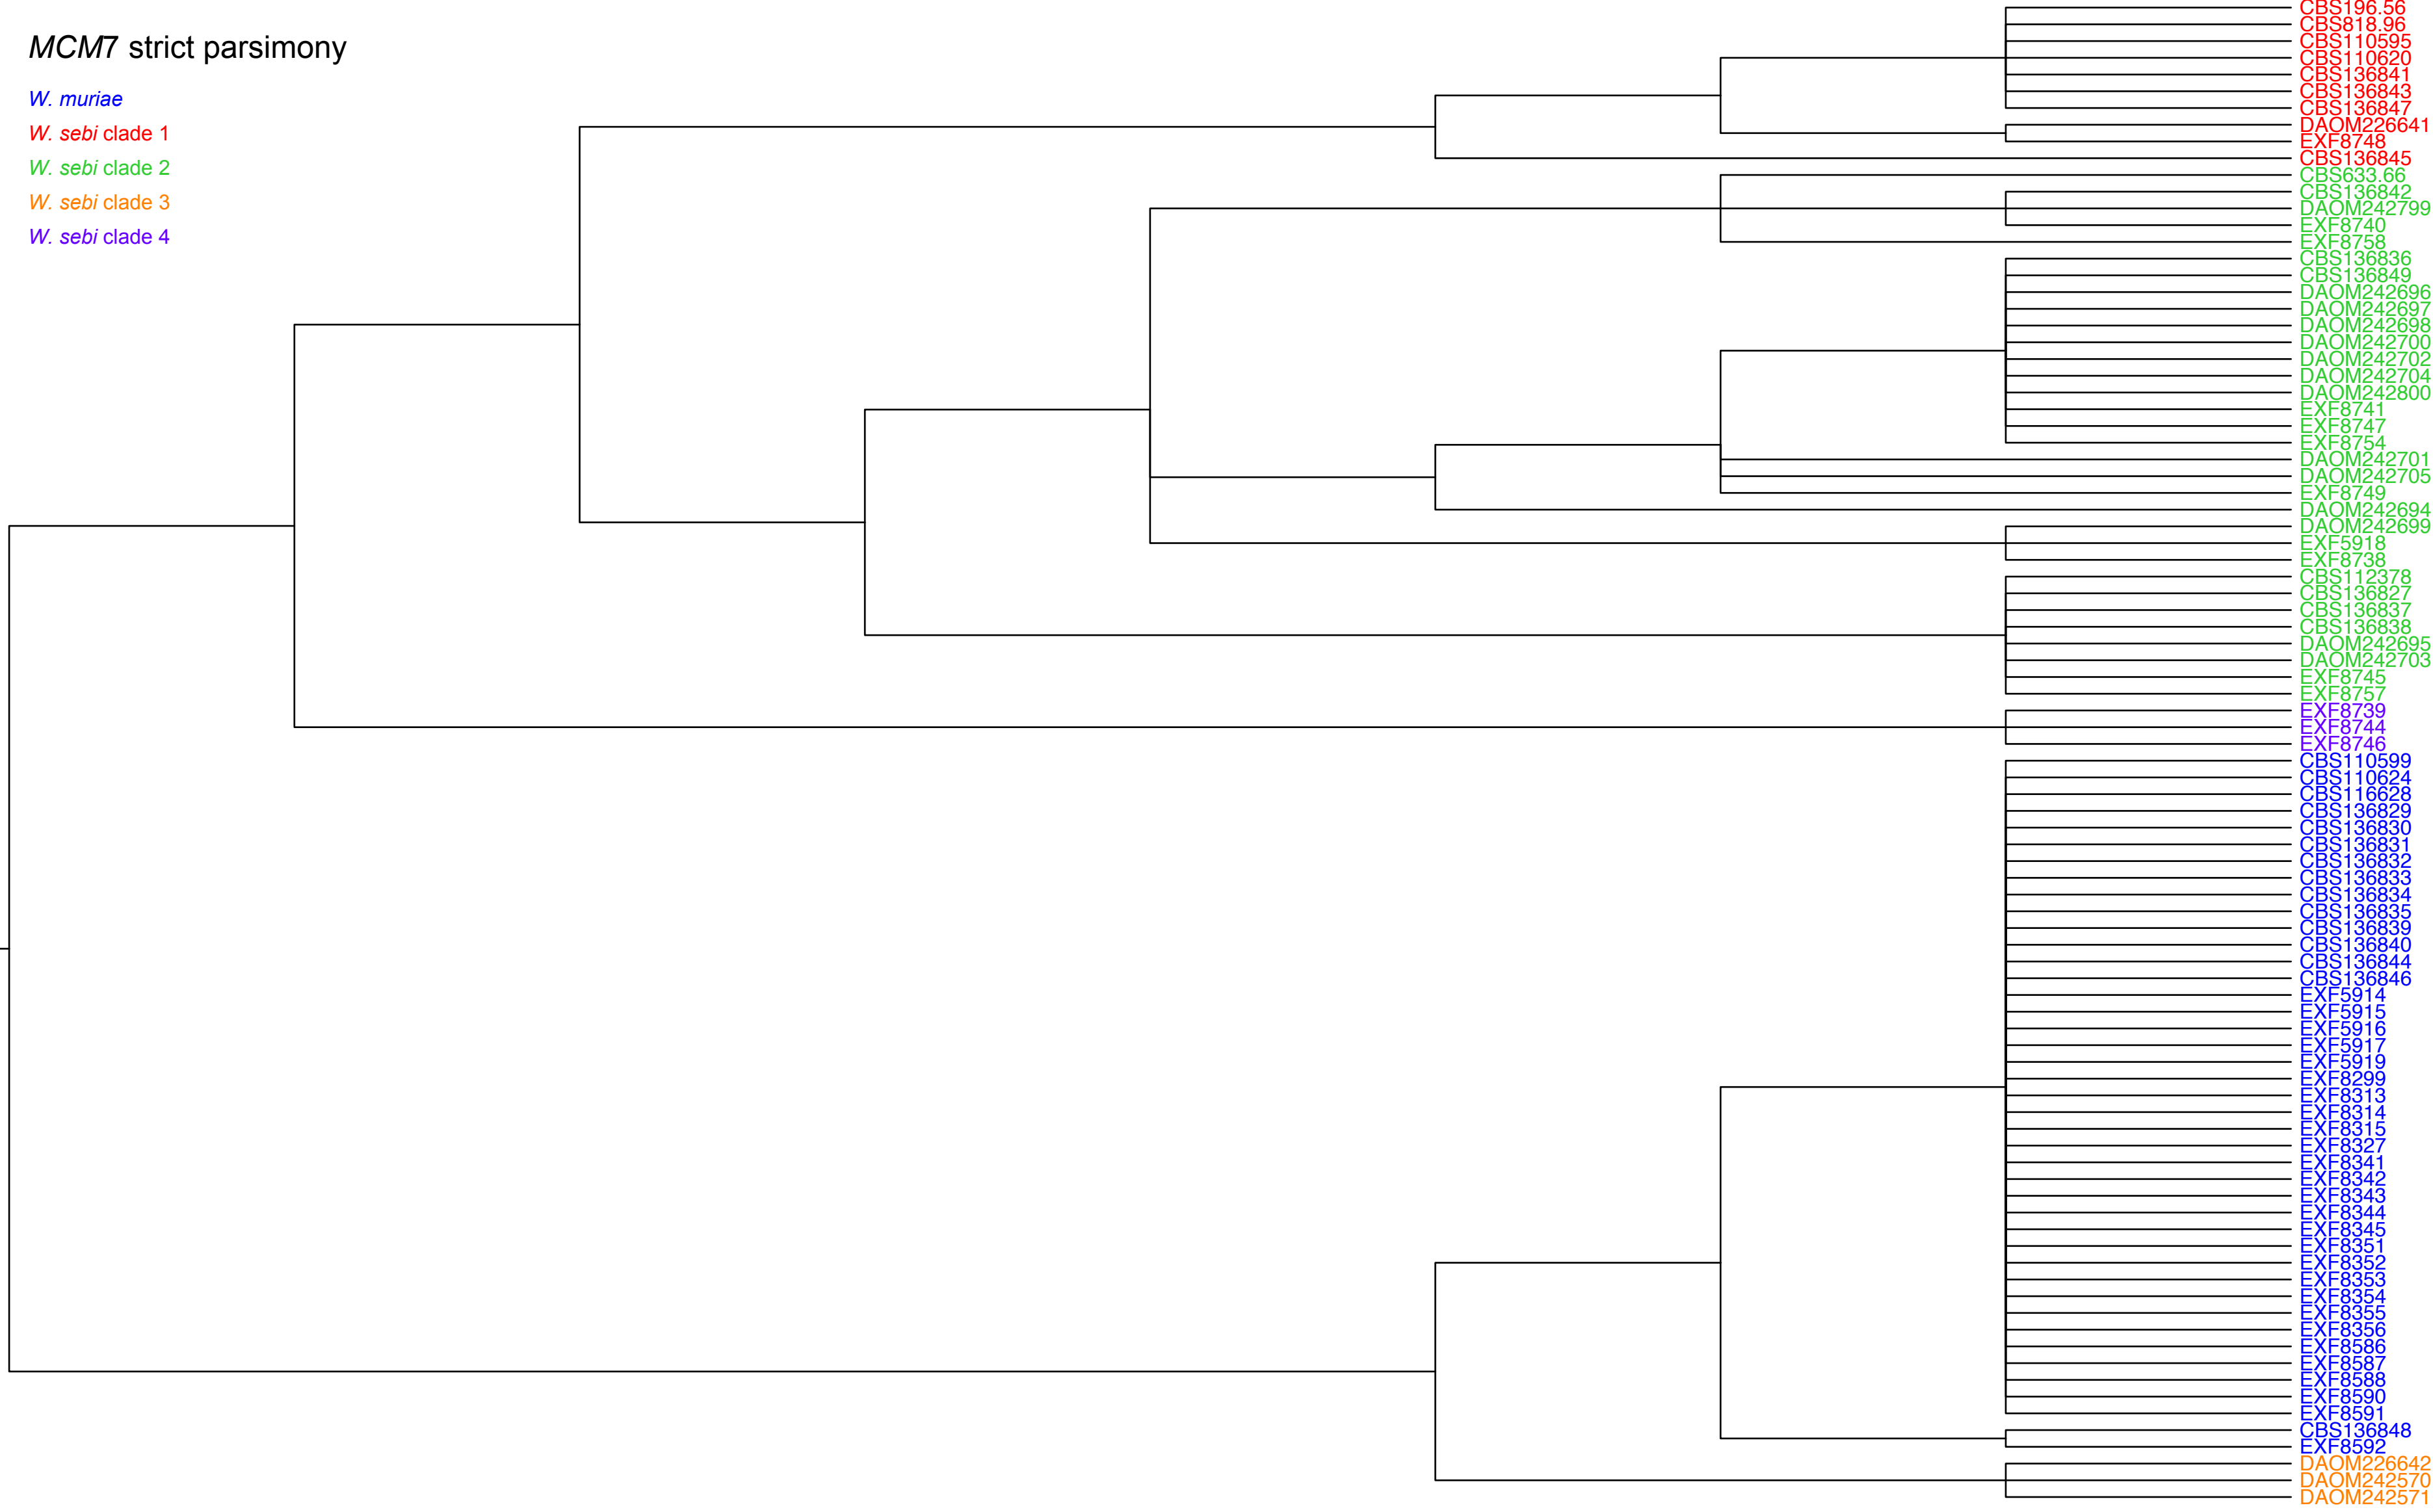 MCM7 strict parsimony
W. muriae
W. sebi clade 1
W. sebi clade 2
W. sebi clade 3
W. sebi clade 4
CBS196.56
CBS818.96
CBS110595
CBS110620
CBS136841
CBS136843
CBS136847
DAOM226641
EXF8748
CBS136845
CBS633.66
CBS136842
DAOM242799
EXF8740
EXF8758
CBS136836
CBS136849
DAOM242696
DAOM242697
DAOM242698
DAOM242700
DAOM242702
DAOM242704
DAOM242800
EXF8741
EXF8747
EXF8754
DAOM242701
DAOM242705
EXF8749
DAOM242694
DAOM242699
EXF5918
EXF8738
CBS112378
CBS136827
CBS136837
CBS136838
DAOM242695
DAOM242703
EXF8745
EXF8757
EXF8739
EXF8744
EXF8746
CBS110599
CBS110624
CBS116628
CBS136829
CBS136830
CBS136831
CBS136832
CBS136833
CBS136834
CBS136835
CBS136839
CBS136840
CBS136844
CBS136846
EXF5914
EXF5915
EXF5916
EXF5917
EXF5919
EXF8299
EXF8313
EXF8314
EXF8315
EXF8327
EXF8341
EXF8342
EXF8343
EXF8344
EXF8345
EXF8351
EXF8352
EXF8353
EXF8354
EXF8355
EXF8356
EXF8586
EXF8587
EXF8588
EXF8590
EXF8591
CBS136848
EXF8592
DAOM226642
DAOM242570
DAOM242571